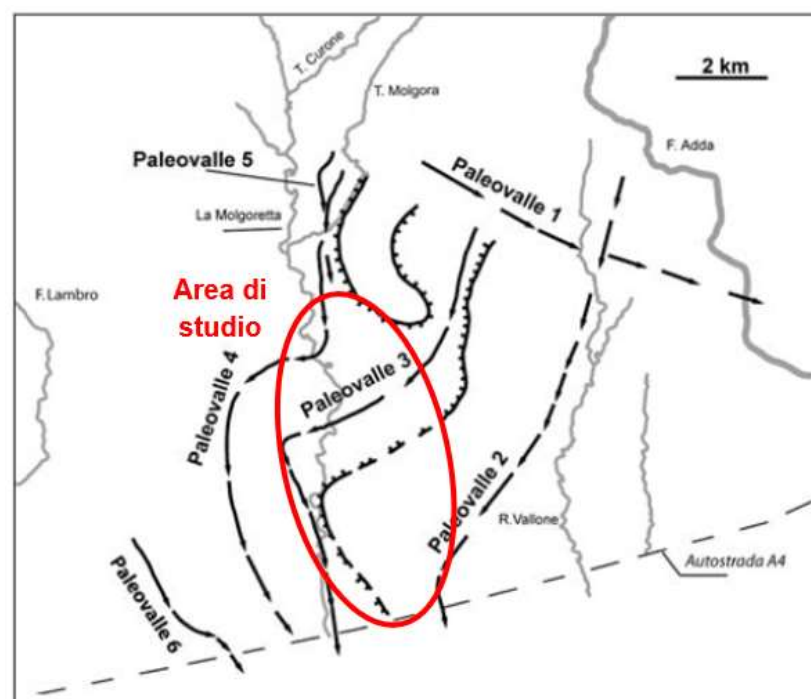 T. Curone
2 km
T. Molgora
F. Adda
Paleovalle 5
Paleovalle 1
La Molgoretta
Area di
studio
F.Lambro
Paleovalle 4
Paleovalle 3
Paleovalle 2
R.Vallone
Autostrada A4
Paleovalle 6